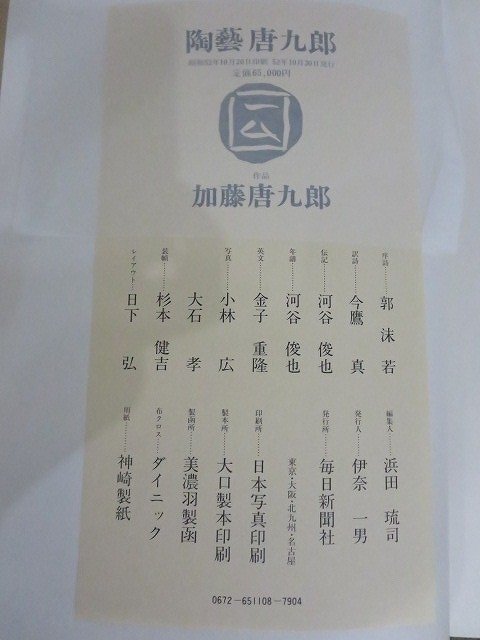 陶藝 唐九郎
昭和52年10月20日印刷 52年10月30日発行
定価65,000円
作品
加藤唐九郎
序詩……郭 沫 若
訳詩……今鷹 真
伝記……河谷 俊也
年譜……河谷 俊也
英文……金子 重隆
写真……小林 広
大石 孝
装幀……杉本 健吉
レイアウト……日下 弘
編集人……浜田 琉司
発行人……伊奈 一男
発行所……毎日新聞社
東京・大阪・北九州・名古屋
印刷所……日本写真印刷
製本所……大口製本印刷
製函所……美濃羽製函
布クロス……ダイニック
用紙……神崎製紙
0672-651108-7904